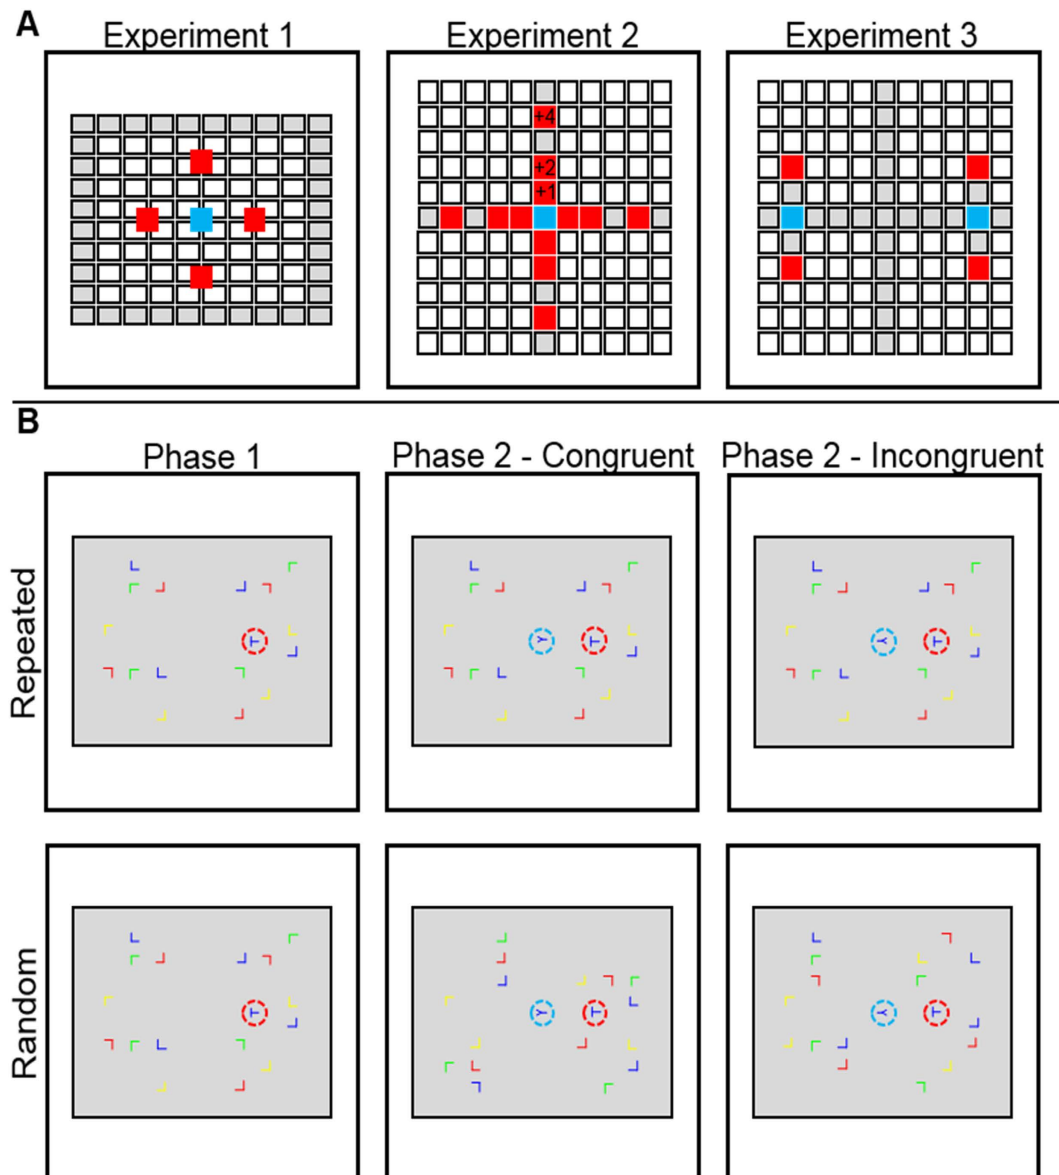 A
Experiment 1 Experiment 2 Experiment 3
+4
+2
+1
B
Phase 1 Phase 2 - Congruent Phase 2 - Incongruent
Repeated
T Y T Y T
Random
T Y T Y T